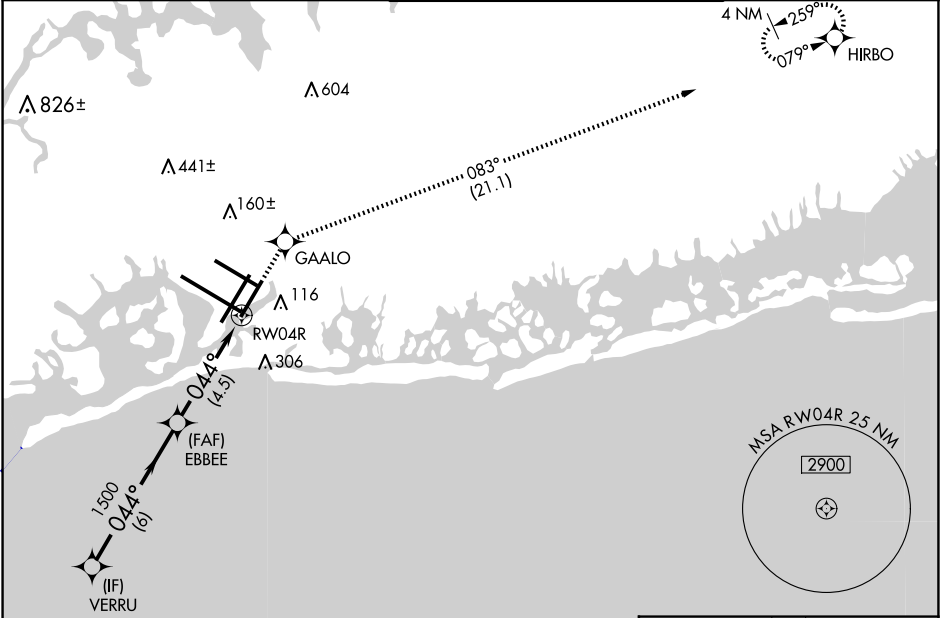 4 NM
259°
079°
HIRBO
604
826±
441±
083°
(21.1)
160±
GAALO
116
RW04R
306
044°
(4.5)
(FAF)
EBBEE
MSA RW04R 25 NM
2900
1500
044°
(6)
(IF)
VERRU